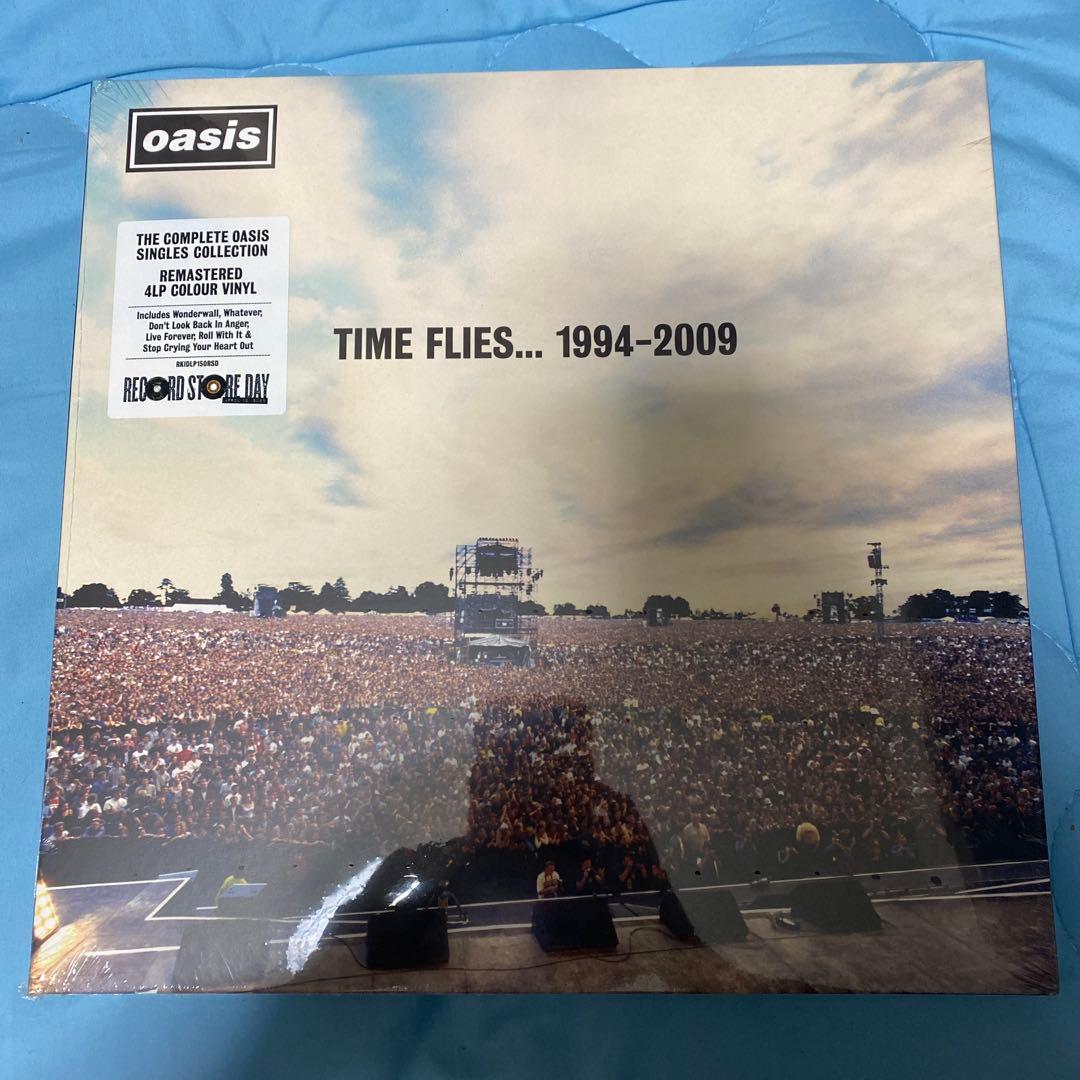 oasis
THE COMPLETE OASIS
SINGLES COLLECTION
REMASTERED
4LP COLOUR VINYL
Includes Wonderwall, Whatever,
Don't Look Back In Anger,
Live Forever, Roll With It &
Stop Crying Your Heart Out
RKIDLP150RSD
RECORD STORE DAY
TIME FLIES... 1994-2009